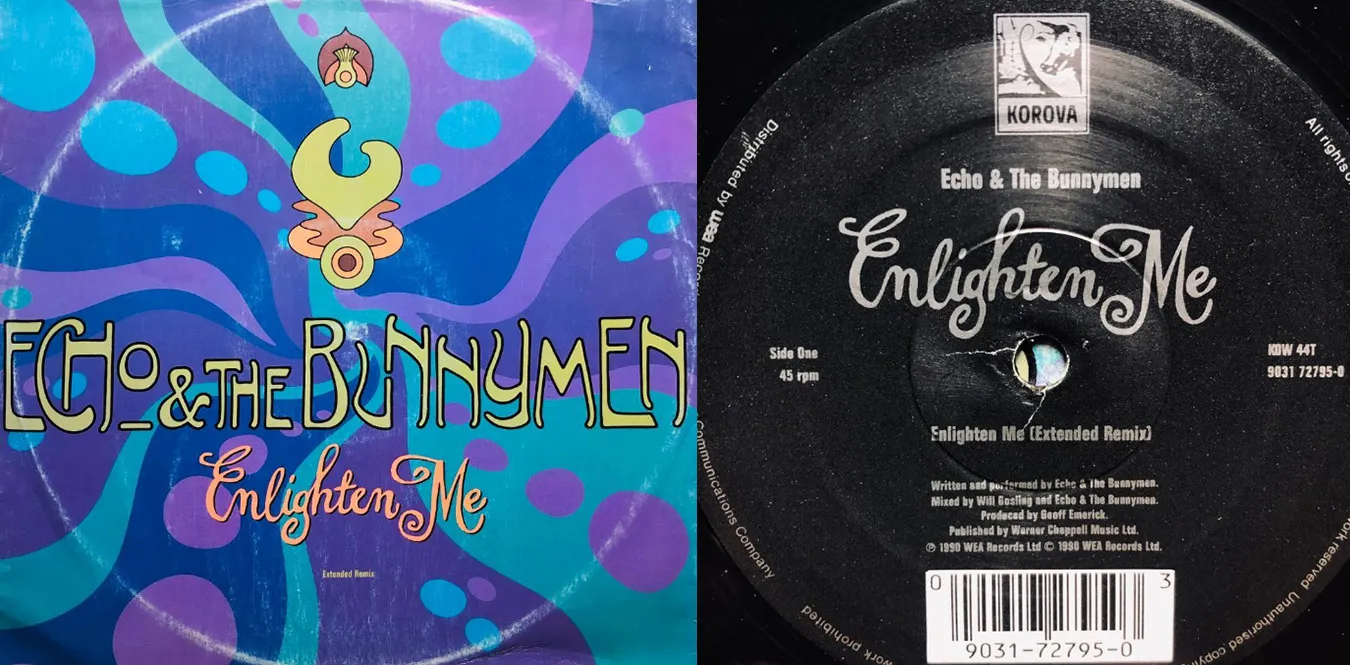 ECHO & THE BUNNYMEN
Enlighten Me
Extended Remix
KOROVA
Echo & The Bunnymen
Enlighten Me
Side One
45 rpm
KOW 44T
9031 72795-0
Enlighten Me (Extended Remix)
Written and performed by Echo & The Bunnymen.
Mixed by Will Gosling and Echo & The Bunnymen.
Produced by Geoff Emerick.
Published by Warner Chappell Music Ltd.
℗ 1990 WEA Records Ltd © 1990 WEA Records Ltd.
0 3
9031-72795-0
Distributed by wea
Communications Company
All rights
work reserved Unauthorised
work prohibited